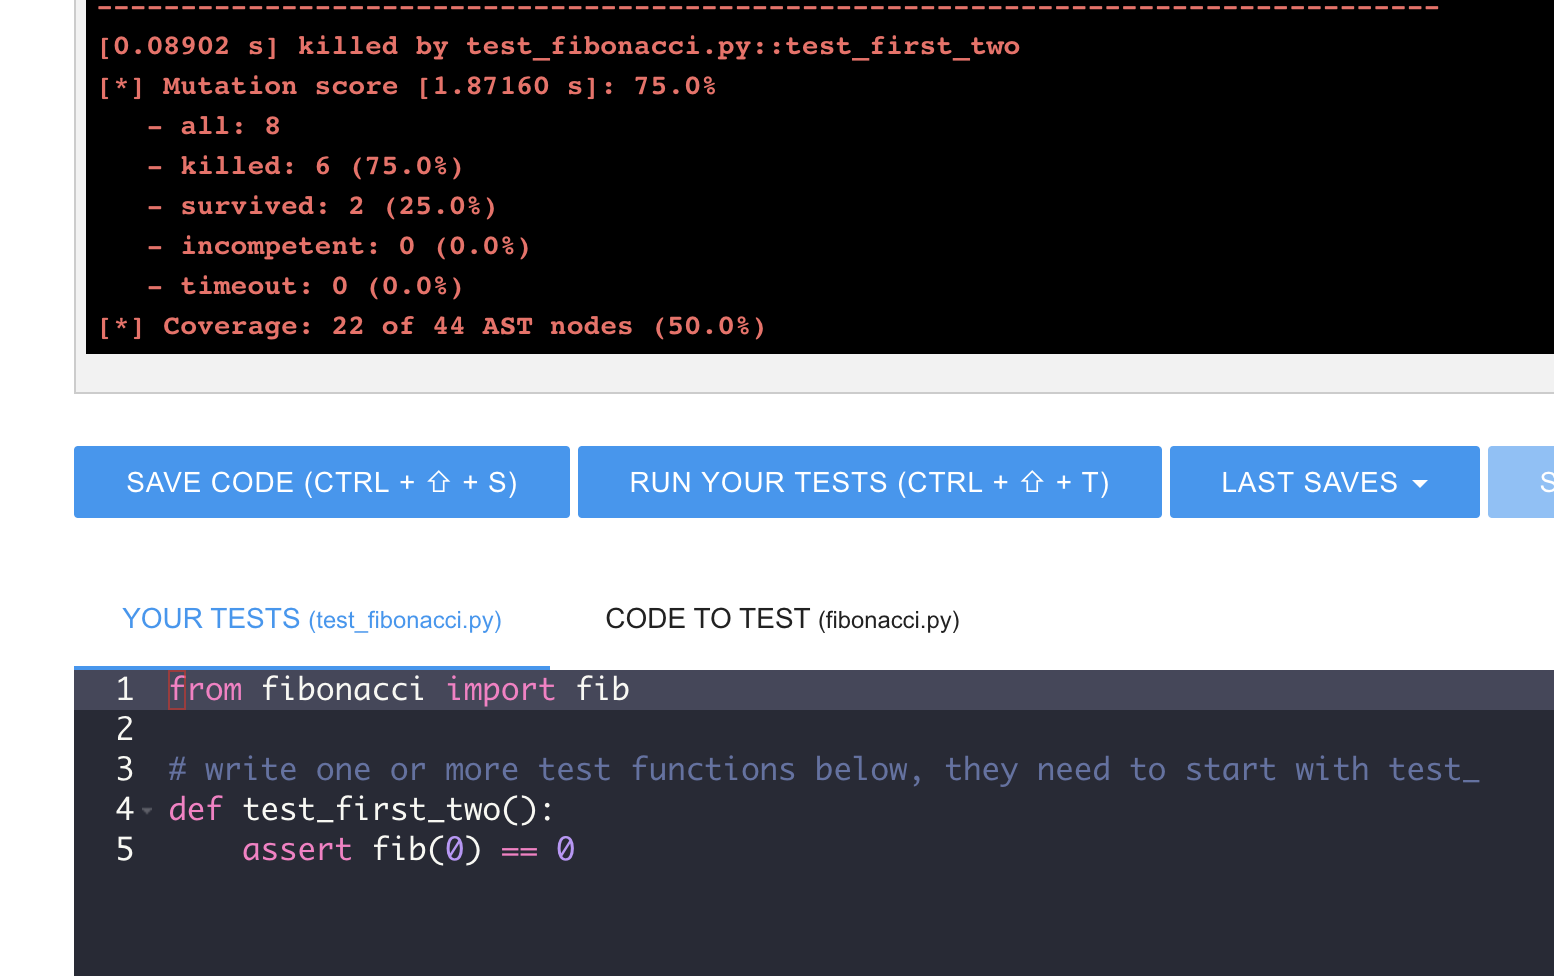 --------------------------------------------------------------------------------
[0.08902 s] killed by test_fibonacci.py::test_first_two
[*] Mutation score [1.87160 s]: 75.0%
   - all: 8
   - killed: 6 (75.0%)
   - survived: 2 (25.0%)
   - incompetent: 0 (0.0%)
   - timeout: 0 (0.0%)
[*] Coverage: 22 of 44 AST nodes (50.0%)
SAVE CODE (CTRL + ⇧ + S) RUN YOUR TESTS (CTRL + ⇧ + T) LAST SAVES S
YOUR TESTS (test_fibonacci.py) CODE TO TEST (fibonacci.py)
1 from fibonacci import fib
2
3 # write one or more test functions below, they need to start with test_
4 def test_first_two():
5     assert fib(0) == 0